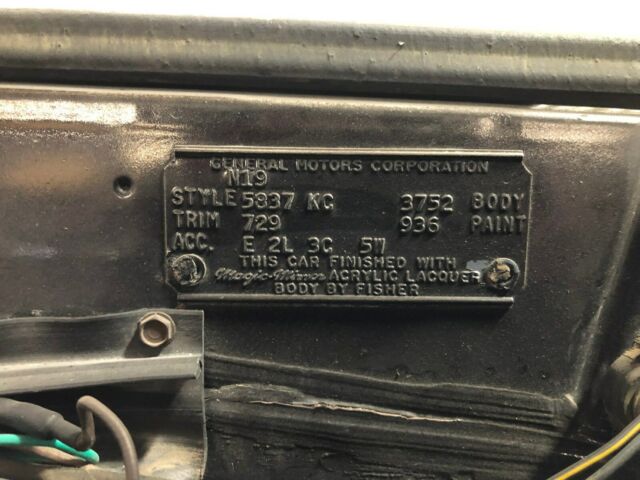 GENERAL MOTORS CORPORATION
N19
STYLE 5837 KC 3752 BODY
TRIM 729 936 PAINT
ACC. E 2L 3G 5W
THIS CAR FINISHED WITH
Magic-Mirror ACRYLIC LACQUER
BODY BY FISHER